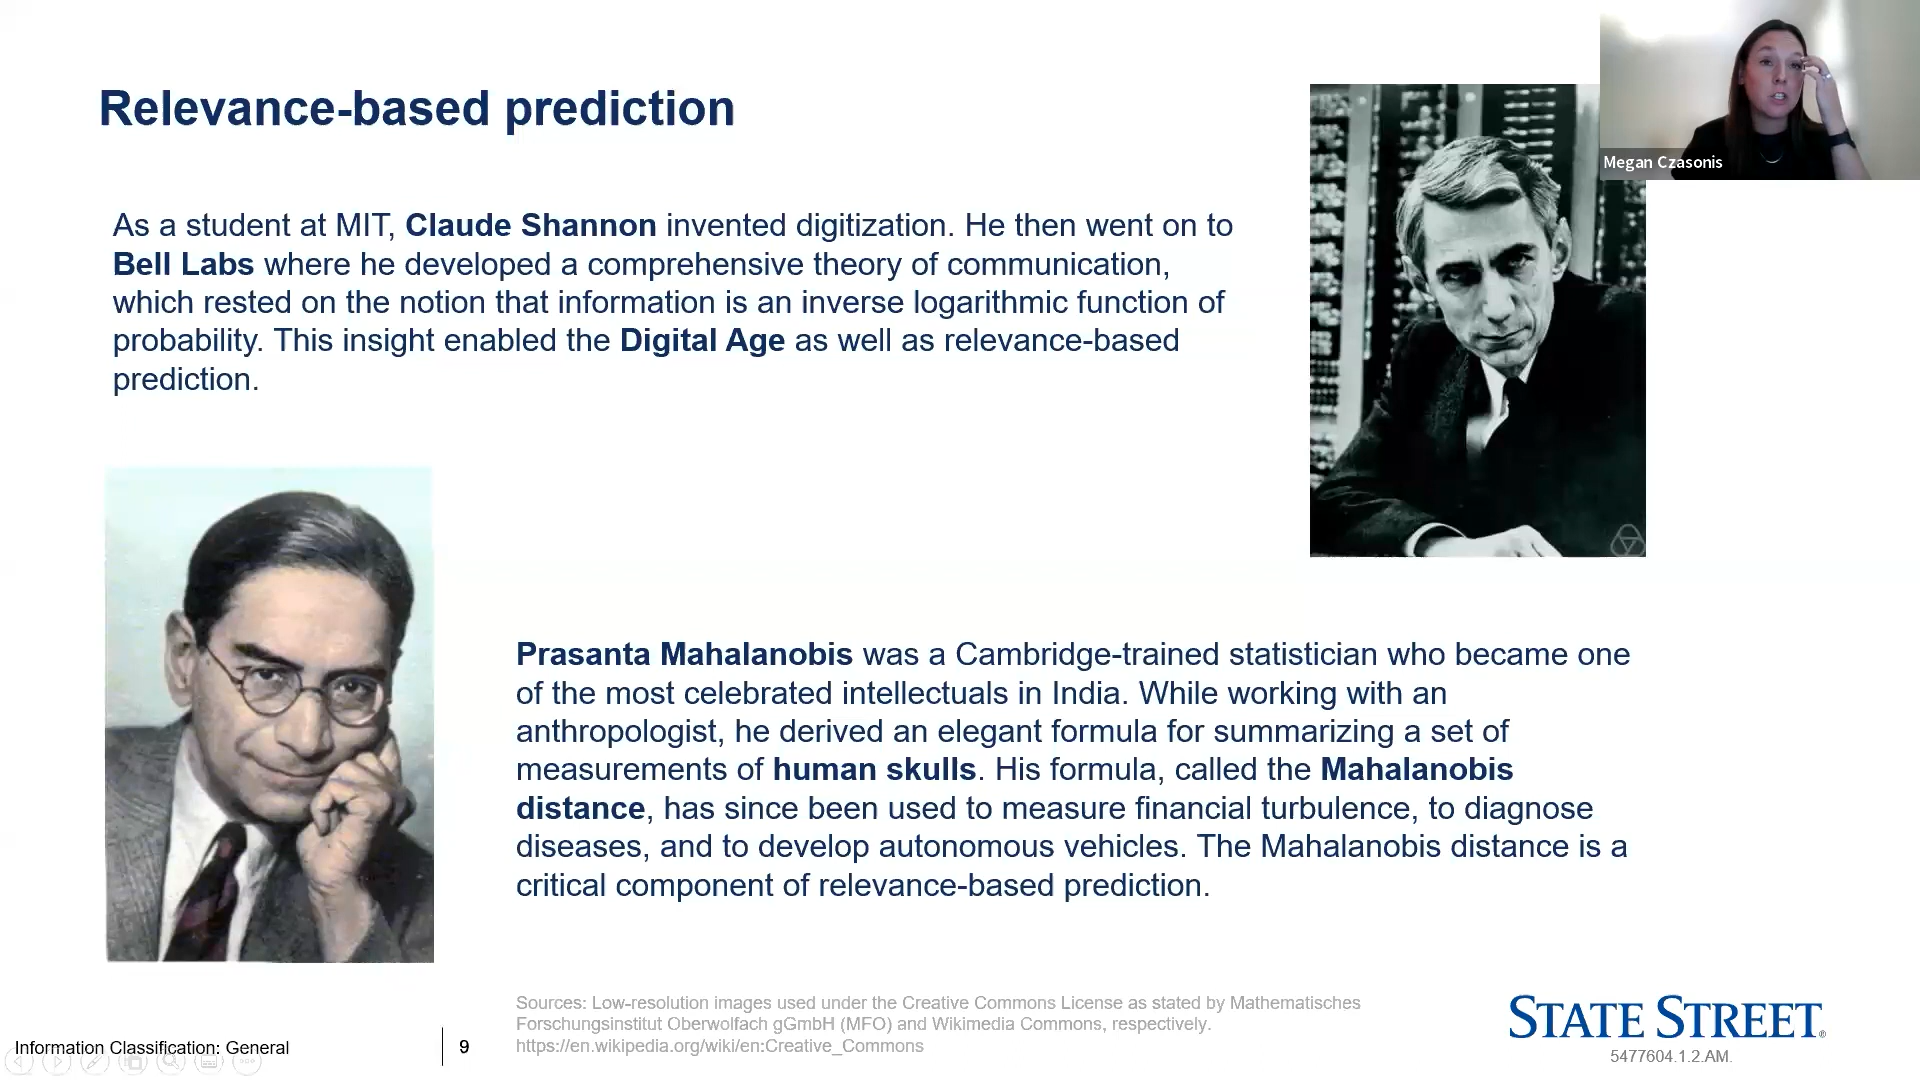 Relevance-based prediction
Megan Czasonis
As a student at MIT, Claude Shannon invented digitization. He then went on to
Bell Labs where he developed a comprehensive theory of communication,
which rested on the notion that information is an inverse logarithmic function of
probability. This insight enabled the Digital Age as well as relevance-based
prediction.
Prasanta Mahalanobis was a Cambridge-trained statistician who became one
of the most celebrated intellectuals in India. While working with an
anthropologist, he derived an elegant formula for summarizing a set of
measurements of human skulls. His formula, called the Mahalanobis
distance, has since been used to measure financial turbulence, to diagnose
diseases, and to develop autonomous vehicles. The Mahalanobis distance is a
critical component of relevance-based prediction.
Sources: Low-resolution images used under the Creative Commons License as stated by Mathematisches
Forschungsinstitut Oberwolfach gGmbH (MFO) and Wikimedia Commons, respectively.
https://en.wikipedia.org/wiki/en:Creative_Commons
Information Classification: General
9
STATE STREET®
5477604.1.2.AM.